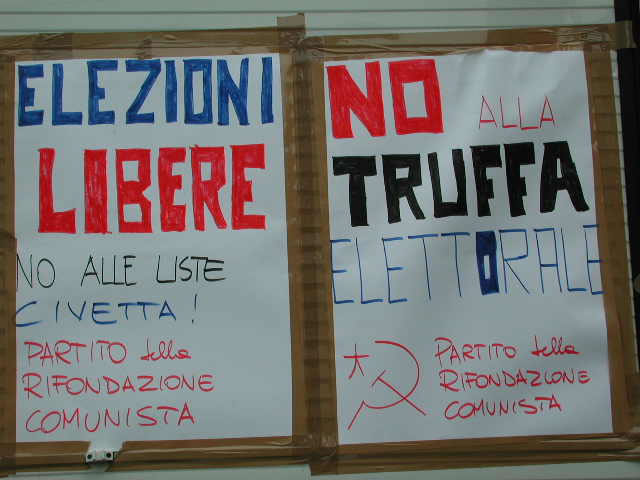 ELEZIONI
LIBERE
NO ALLE LISTE
CIVETTA!
PARTITO della
RIFONDAZIONE
COMUNISTA
NO ALLA
TRUFFA
ELETTORALE
PARTITO della
RIFONDAZIONE
COMUNISTA